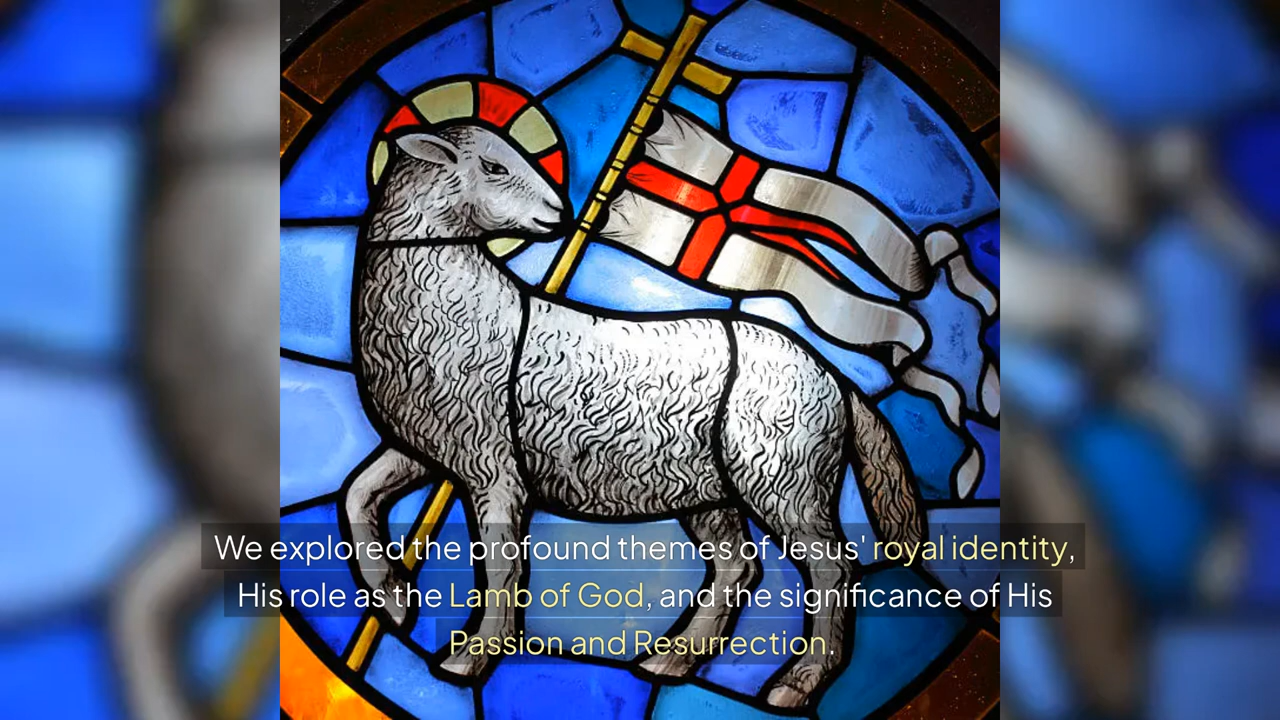 We explored the profound themes of Jesus' royal identity,
His role as the Lamb of God, and the significance of His
Passion and Resurrection.